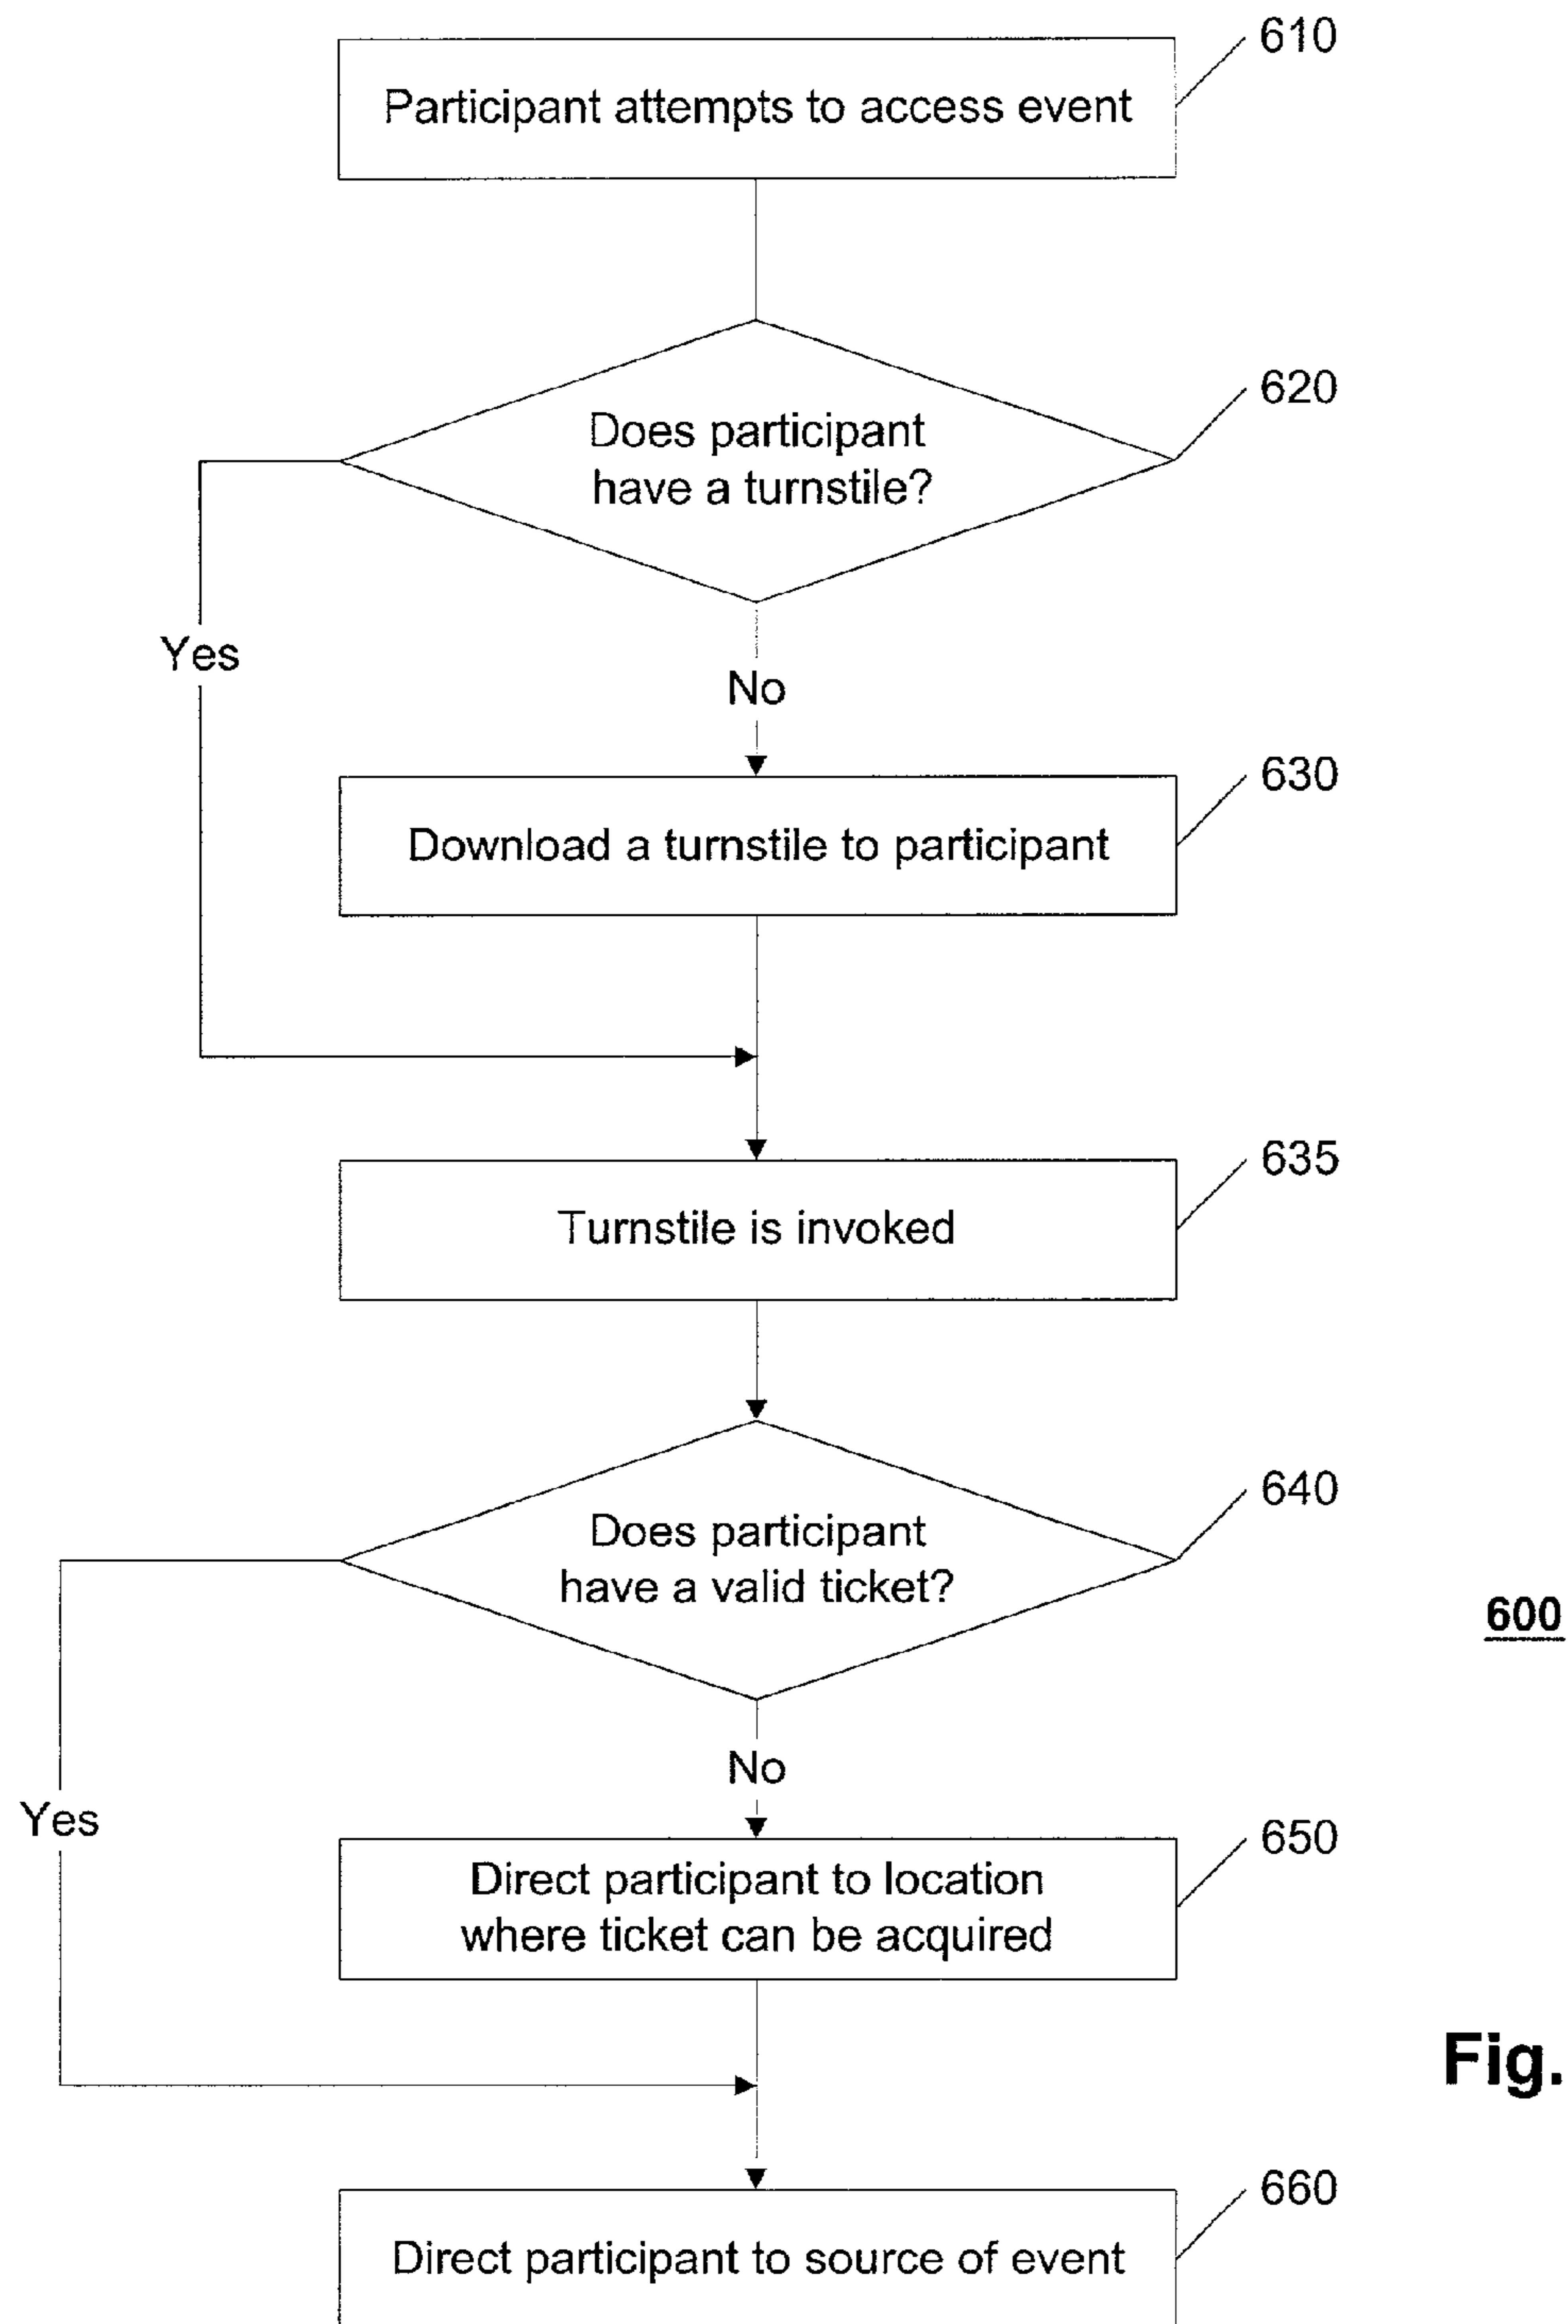 610
Participant attempts to access event
620
Does participant
have a turnstile?
Yes
No
630
Download a turnstile to participant
635
Turnstile is invoked
640
Does participant
have a valid ticket?
600
No
Yes
650
Direct participant to location
where ticket can be acquired
Fig.
660
Direct participant to source of event